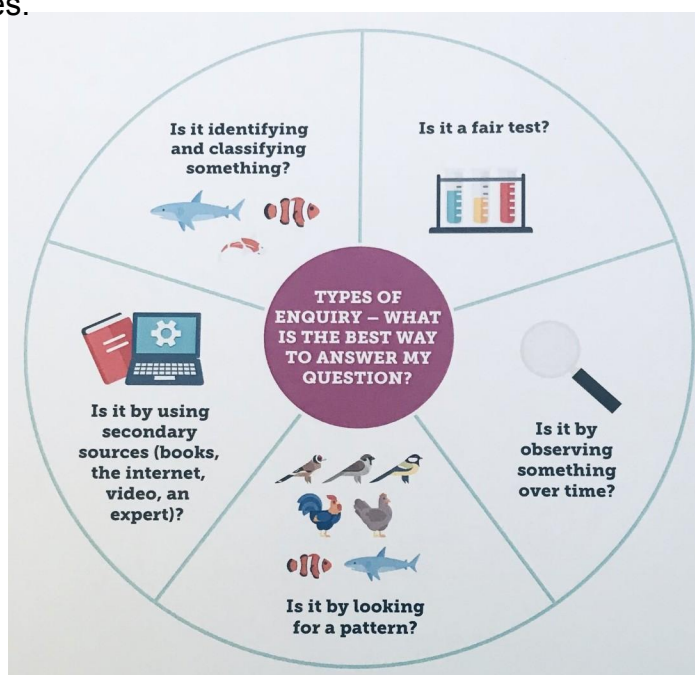 es.
Is it identifying
and classifying
something?
Is it a fair test?
TYPES OF
ENQUIRY – WHAT
IS THE BEST WAY
TO ANSWER MY
QUESTION?
Is it by using
secondary
sources (books,
the internet,
video, an
expert)?
Is it by
observing
something
over time?
Is it by looking
for a pattern?